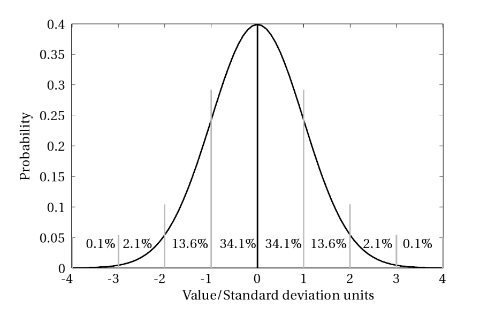 0.4
0.35
0.3
0.25
0.2
0.15
0.1
0.05
0
Probability
0.1% 2.1% 13.6% 34.1% 34.1% 13.6% 2.1% 0.1%
-4 -3 -2 -1 0 1 2 3 4
Value/Standard deviation units